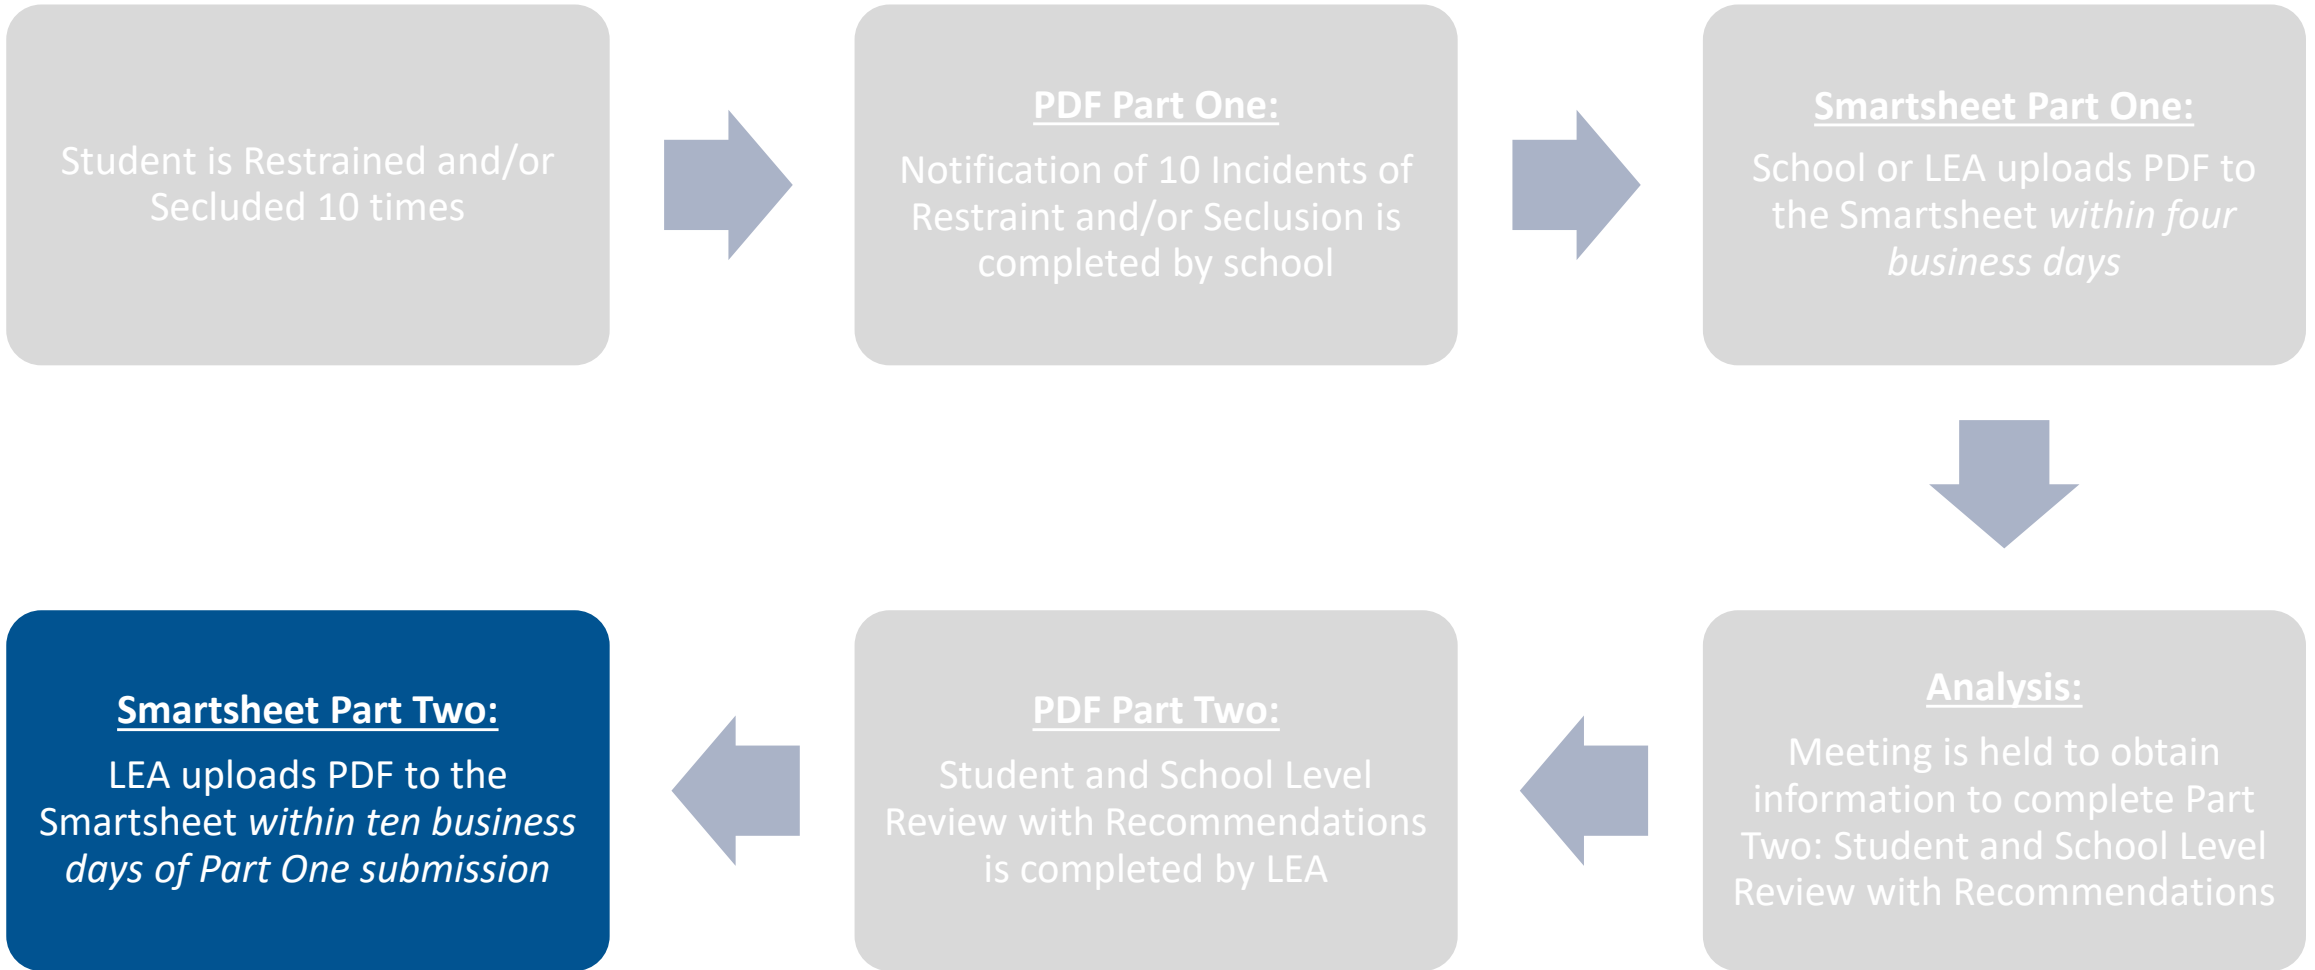 Student is Restrained and/or
Secluded 10 times
PDF Part One:
Notification of 10 Incidents of
Restraint and/or Seclusion is
completed by school
Smartsheet Part One:
School or LEA uploads PDF to
the Smartsheet within four
business days
Analysis:
Meeting is held to obtain
information to complete Part
Two: Student and School Level
Review with Recommendations
PDF Part Two:
Student and School Level
Review with Recommendations
is completed by LEA
Smartsheet Part Two:
LEA uploads PDF to the
Smartsheet within ten business
days of Part One submission